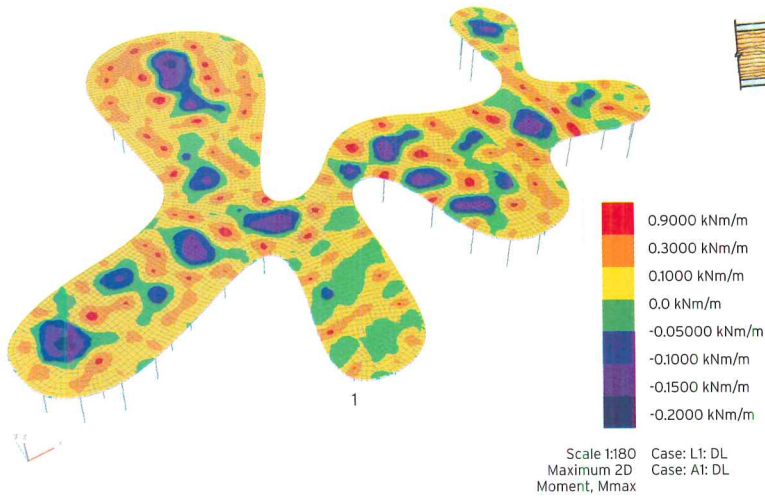 0.9000 kNm/m
0.3000 kNm/m
0.1000 kNm/m
0.0 kNm/m
-0.05000 kNm/m
-0.1000 kNm/m
-0.1500 kNm/m
-0.2000 kNm/m
1
Scale 1:180 Case: L1: DL
Maximum 2D Case: A1: DL
Moment, Mmax